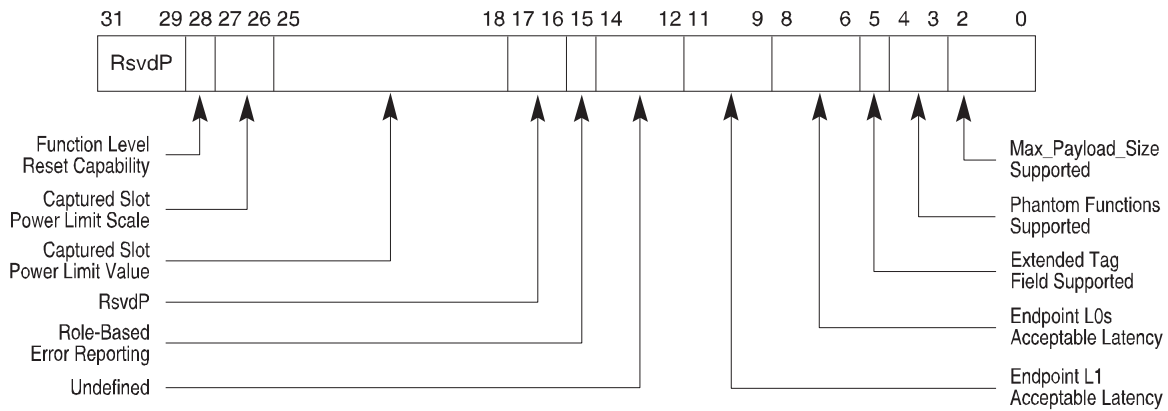 31 29 28 27 26 25 18 17 16 15 14 12 11 9 8 6 5 4 3 2 0
RsvdP
Function Level
Reset Capability
Captured Slot
Power Limit Scale
Captured Slot
Power Limit Value
RsvdP
Role-Based
Error Reporting
Undefined
Max_Payload_Size
Supported
Phantom Functions
Supported
Extended Tag
Field Supported
Endpoint L0s
Acceptable Latency
Endpoint L1
Acceptable Latency